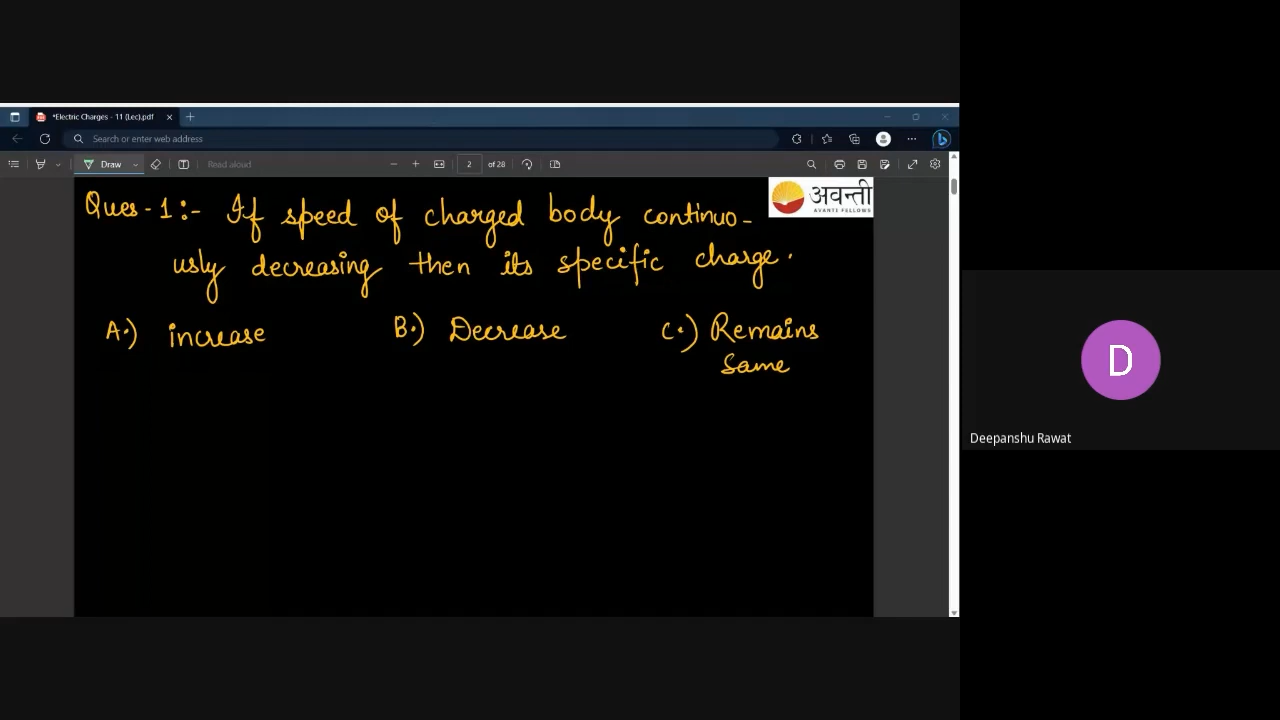 *Electric Charges - 11 (Lec).pdf
Search or enter web address
Draw
Read aloud
2 of 28
अवन्ती
AVANTI FELLOWS
Ques - 1 :- If speed of charged body continuo-
usly decreasing then its specific charge.
A.) increase B.) Decrease C.) Remains
Same
D
Deepanshu Rawat